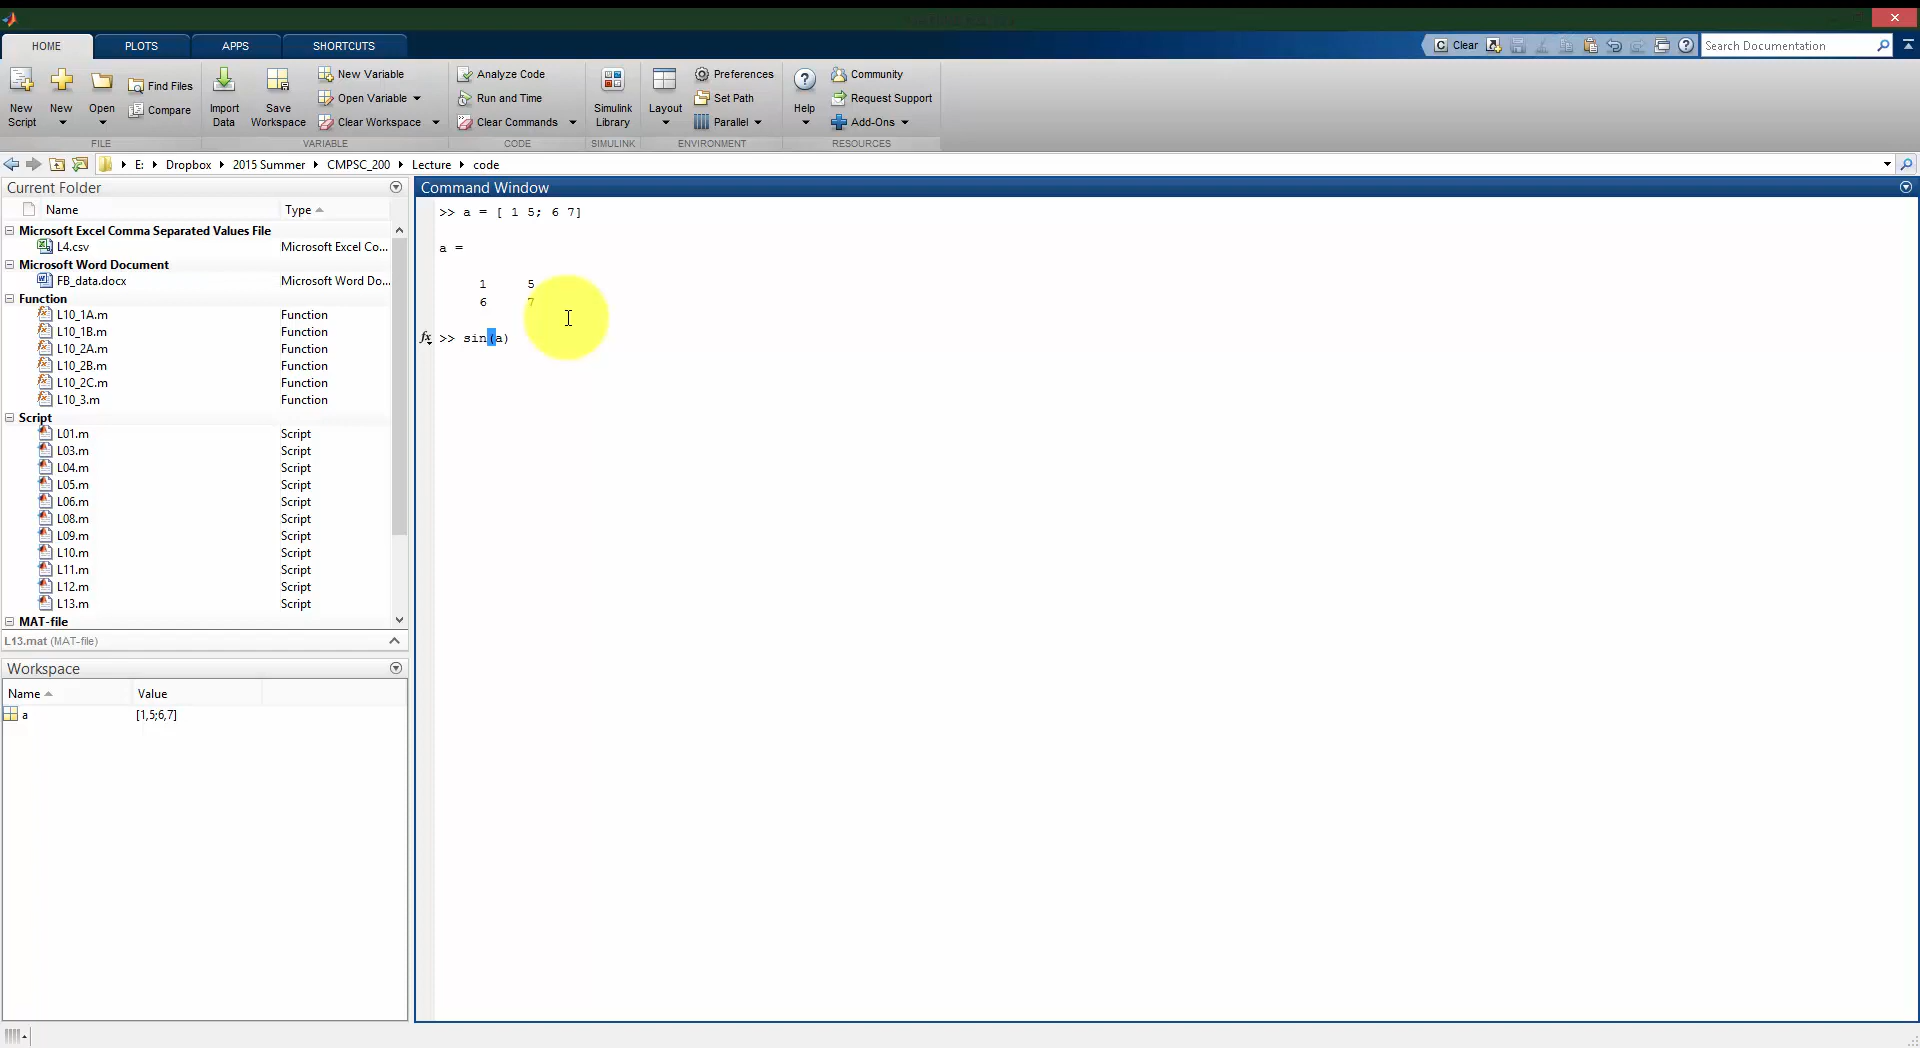 HOME PLOTS APPS SHORTCUTS
Clear Search Documentation
New Script
New
Open
Find Files
Compare
Import Data
Save Workspace
New Variable
Open Variable
Clear Workspace
Analyze Code
Run and Time
Clear Commands
Simulink Library
Layout
Preferences
Set Path
Parallel
Help
Community
Request Support
Add-Ons
FILE VARIABLE CODE SIMULINK ENVIRONMENT RESOURCES
E: Dropbox 2015 Summer CMPSC_200 Lecture code
Current Folder
Name Type
Microsoft Excel Comma Separated Values File
L4.csv Microsoft Excel Co...
Microsoft Word Document
FB_data.docx Microsoft Word Do...
Function
L10_1A.m Function
L10_1B.m Function
L10_2A.m Function
L10_2B.m Function
L10_2C.m Function
L10_3.m Function
Script
L01.m Script
L03.m Script
L04.m Script
L05.m Script
L06.m Script
L08.m Script
L09.m Script
L10.m Script
L11.m Script
L12.m Script
L13.m Script
MAT-file
L13.mat (MAT-file)
Workspace
Name Value
a [1,5;6,7]
Command Window
>> a = [ 1 5; 6 7]
a =
1 5
6 7
fx >> sin(a)